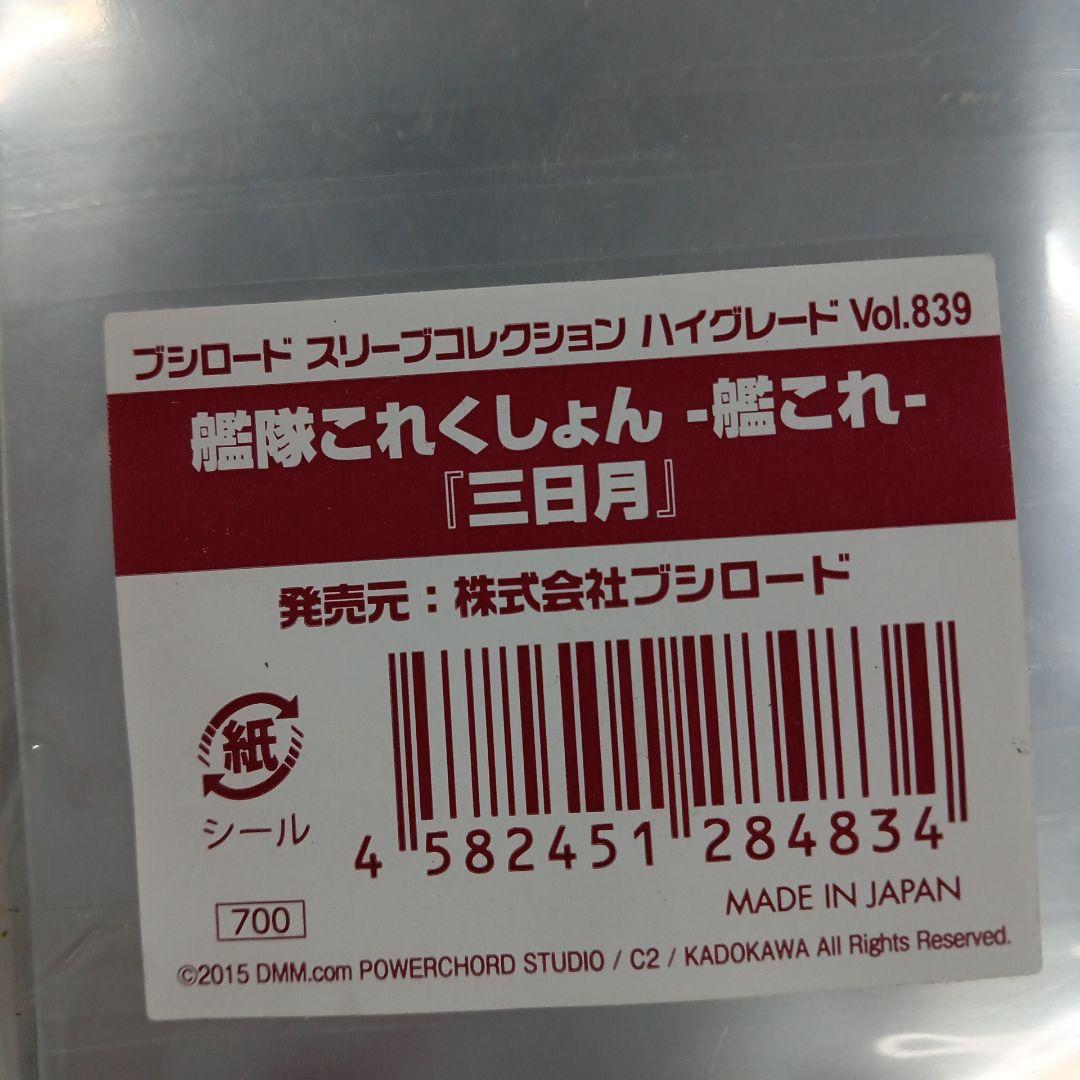 ブシロード スリーブコレクション ハイグレード Vol.839
艦隊これくしょん -艦これ-
『三日月』
発売元：株式会社ブシロード
紙
シール
4 582451 284834
700
MADE IN JAPAN
©2015 DMM.com POWERCHORD STUDIO / C2 / KADOKAWA All Rights Reserved.